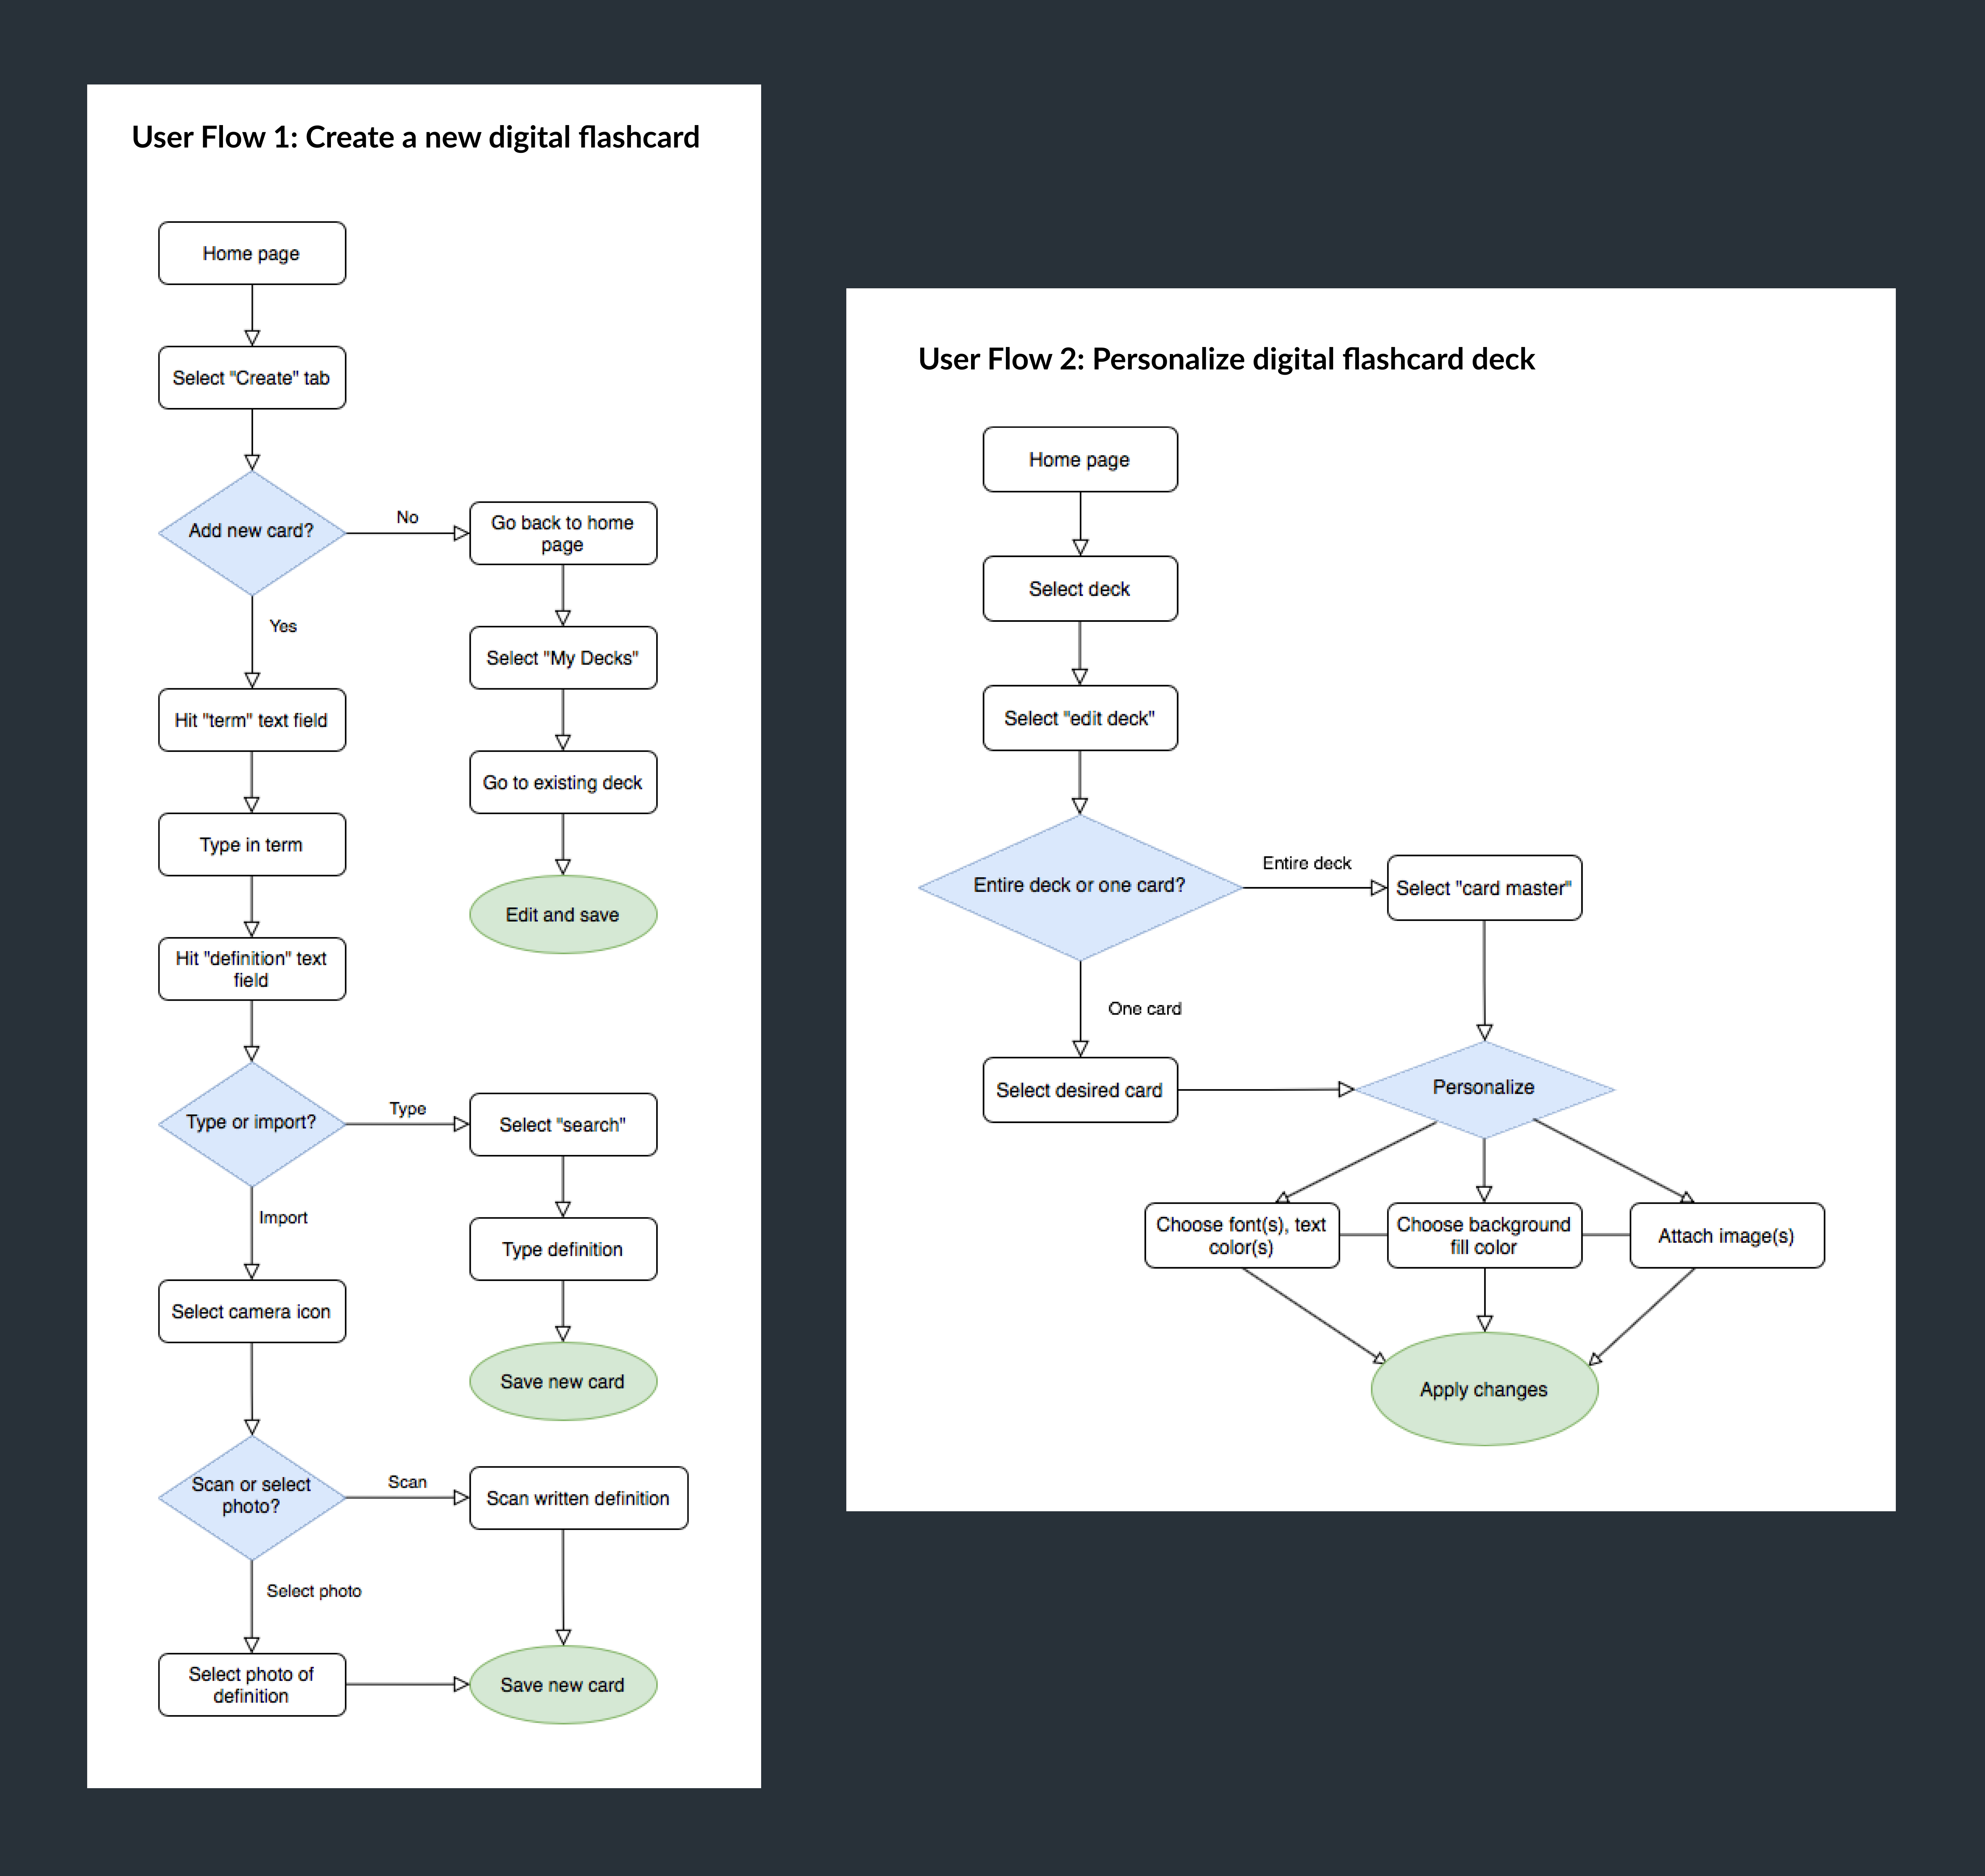 User Flow 1: Create a new digital flashcard
Home page
Select "Create" tab
Add new card?
No
Go back to home
page
Yes
Select "My Decks"
Hit "term" text field
Go to existing deck
Type in term
Edit and save
Hit "definition" text
field
Type or import?
Type
Select "search"
Import
Type definition
Select camera icon
Save new card
Scan or select
photo?
Scan
Scan written definition
Select photo
Select photo of
definition
Save new card
User Flow 2: Personalize digital flashcard deck
Home page
Select deck
Select "edit deck"
Entire deck or one card?
Entire deck
Select "card master"
One card
Select desired card
Personalize
Choose font(s), text
color(s)
Choose background
fill color
Attach image(s)
Apply changes